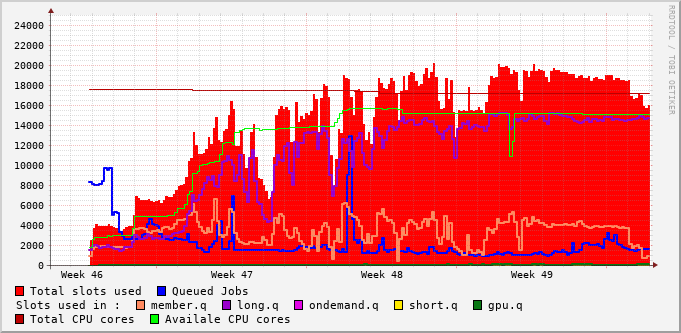 RRDTOOL / TOBI OETIKER
24000
22000
20000
18000
16000
14000
12000
10000
8000
6000
4000
2000
0
Week 46 Week 47 Week 48 Week 49
Total slots used Queued Jobs
Slots used in : member.q long.q ondemand.q short.q gpu.q
Total CPU cores Availale CPU cores